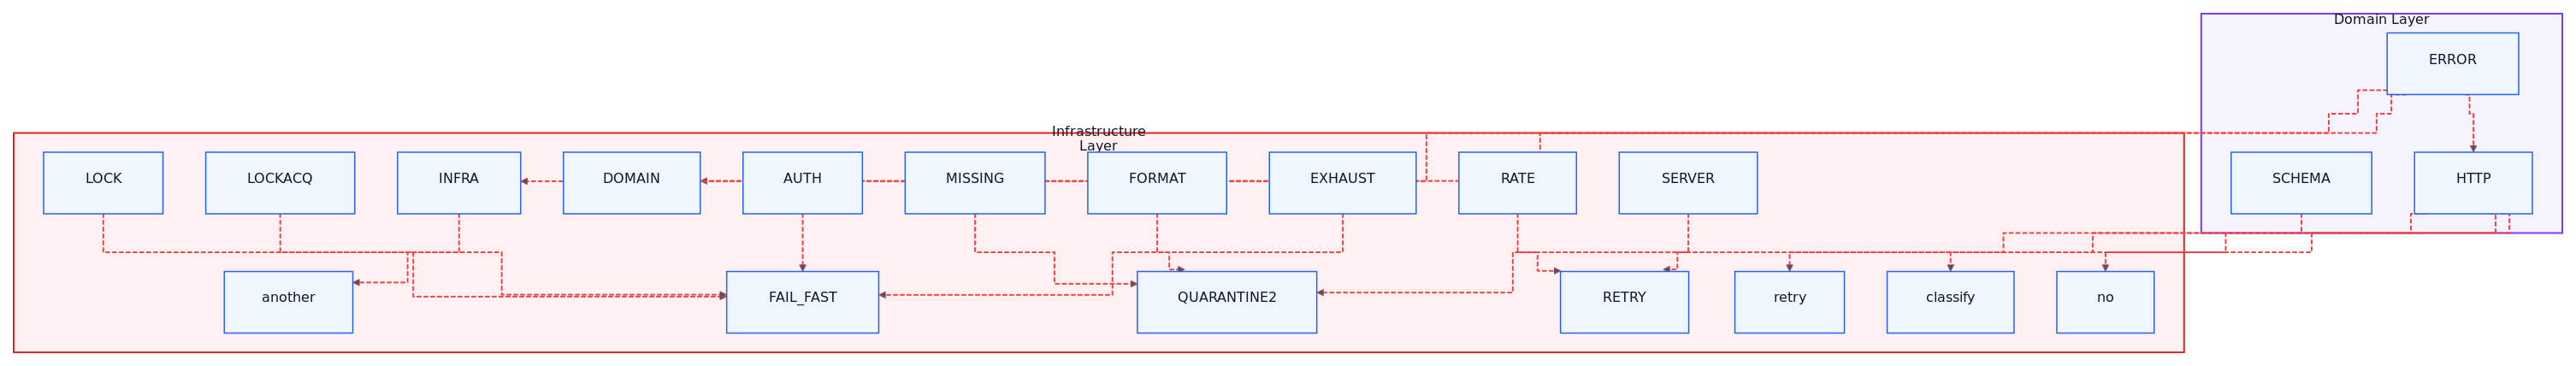 Domain Layer
ERROR
Infrastructure
Layer
LOCK
LOCKACQ
INFRA
DOMAIN
AUTH
MISSING
FORMAT
EXHAUST
RATE
SERVER
SCHEMA
HTTP
another
FAIL_FAST
QUARANTINE2
RETRY
retry
classify
no